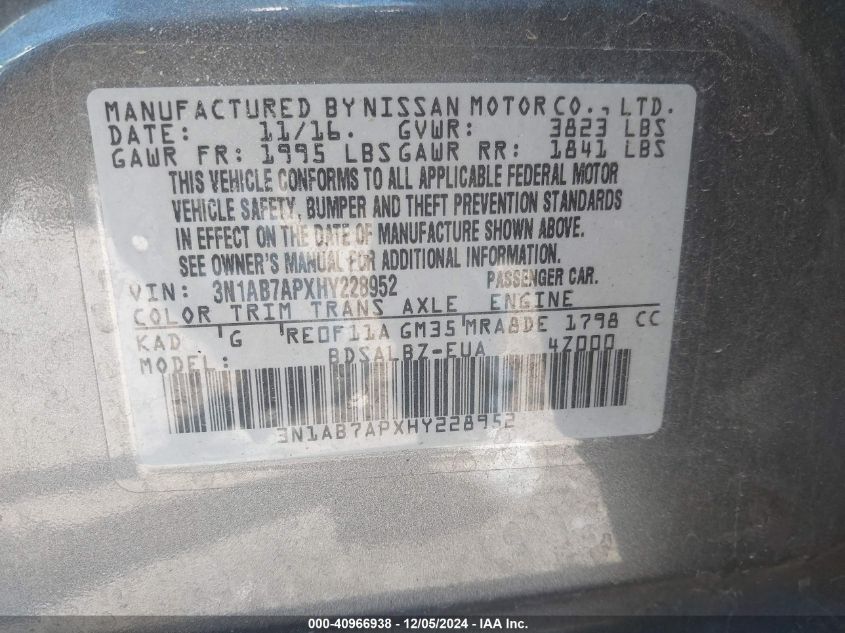 MANUFACTURED BY NISSAN MOTOR CO., LTD.
DATE: 11/16. GVWR: 3823 LBS
GAWR FR: 1995 LBS GAWR RR: 1841 LBS
THIS VEHICLE CONFORMS TO ALL APPLICABLE FEDERAL MOTOR
VEHICLE SAFETY, BUMPER AND THEFT PREVENTION STANDARDS
IN EFFECT ON THE DATE OF MANUFACTURE SHOWN ABOVE.
SEE OWNER'S MANUAL FOR ADDITIONAL INFORMATION.
VIN: 3N1AB7APXHY228952 PASSENGER CAR.
COLOR TRIM TRANS AXLE ENGINE
KAD G RE0F11A GM35 MRA8DE 1798 CC
MODEL: BDSALBZ-EUA 4Z000
3N1AB7APXHY228952
000-40966938 - 12/05/2024 - IAA Inc.